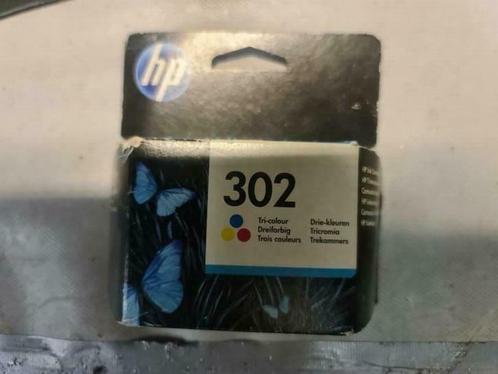 hp
302
Tri-colour Drie-kleuren
Dreifarbig Tricromia
Trois couleurs Trekammers